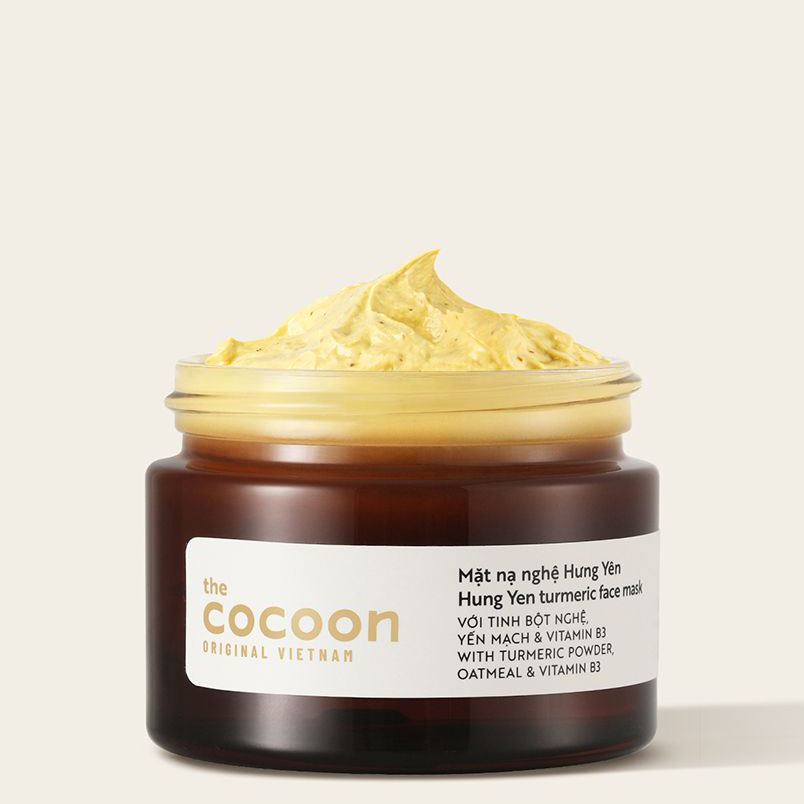 the
cocoon
ORIGINAL VIETNAM
Mặt nạ nghệ Hưng Yên
Hung Yen turmeric face mask
VỚI TINH BỘT NGHỆ,
YẾN MẠCH & VITAMIN B3
WITH TURMERIC POWDER,
OATMEAL & VITAMIN B3